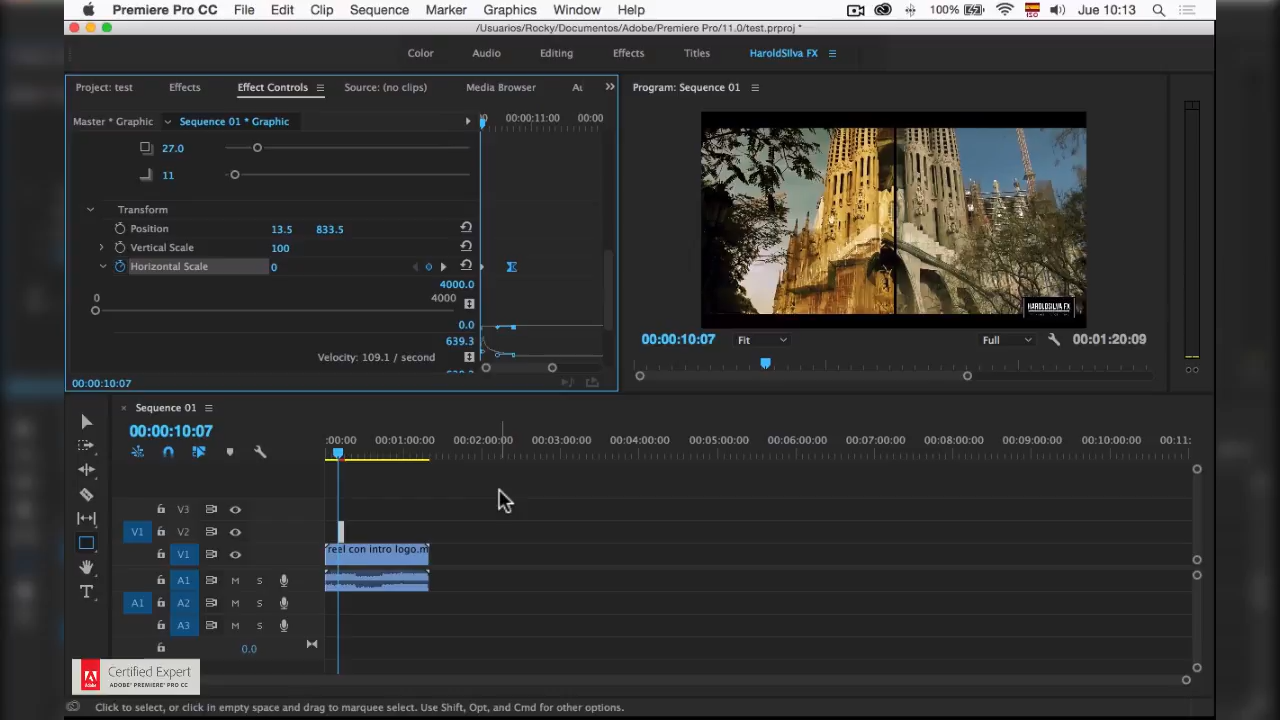 Premiere Pro CC File Edit Clip Sequence Marker Graphics Window Help 100% ISO Jue 10:13
/Usuarios/Rocky/Documentos/Adobe/Premiere Pro/11.0/test.prproj *
Color Audio Editing Effects Titles HaroldSIlva FX
Project: test Effects Effect Controls Source: (no clips) Media Browser Au Program: Sequence 01
Master * Graphic Sequence 01 * Graphic 00:00:11:00 00:00
27.0
11
Transform
Position 13.5 833.5
Vertical Scale 100
Horizontal Scale 0
4000.0
0 4000
0.0
639.3
Velocity: 109.1 / second
00:00:10:07
HAROLDSILVA FX
00:00:10:07 Fit Full 00:01:20:09
Sequence 01
00:00:10:07
:00:00 00:01:00:00 00:02:00:00 00:03:00:00 00:04:00:00 00:05:00:00 00:06:00:00 00:07:00:00 00:08:00:00 00:09:00:00 00:10:00:00 00:11:
V3
V1 V2
V1 reel con intro logo.m
A1 M S
A1 A2 M S
A3 M S
0.0
Certified Expert
ADOBE® PREMIERE® PRO CC
Click to select, or click in empty space and drag to marquee select. Use Shift, Opt, and Cmd for other options.